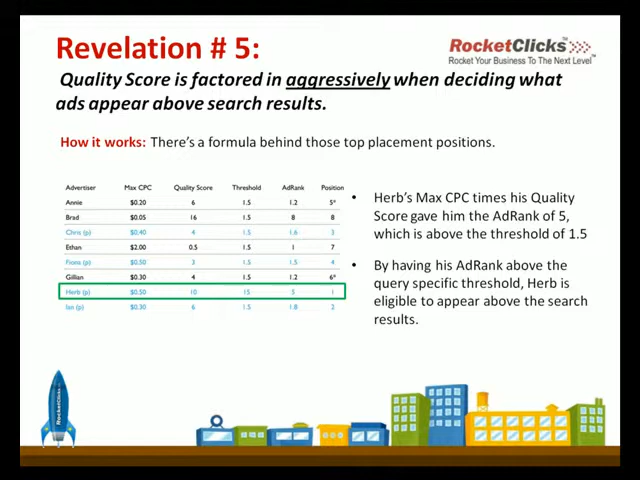 Revelation # 5:
RocketClicks™
Rocket Your Business To The Next Level™
Quality Score is factored in aggressively when deciding what
ads appear above search results.
How it works: There's a formula behind those top placement positions.
Advertiser Max CPC Quality Score Threshold AdRank Position
Annie $0.20 6 1.5 1.2 5*
Brad $0.05 16 1.5 8 8
Chris (p) $0.40 4 1.5 1.6 3
Ethan $2.00 0.5 1.5 1 7
Fiona (p) $0.50 3 1.5 1.5 4
Gillian $0.30 4 1.5 1.2 6*
Herb (p) $0.50 10 15 5 1
Ian (p) $0.30 6 1.5 1.8 2
• Herb's Max CPC times his Quality
Score gave him the AdRank of 5,
which is above the threshold of 1.5
• By having his AdRank above the
query specific threshold, Herb is
eligible to appear above the search
results.
RocketClicks